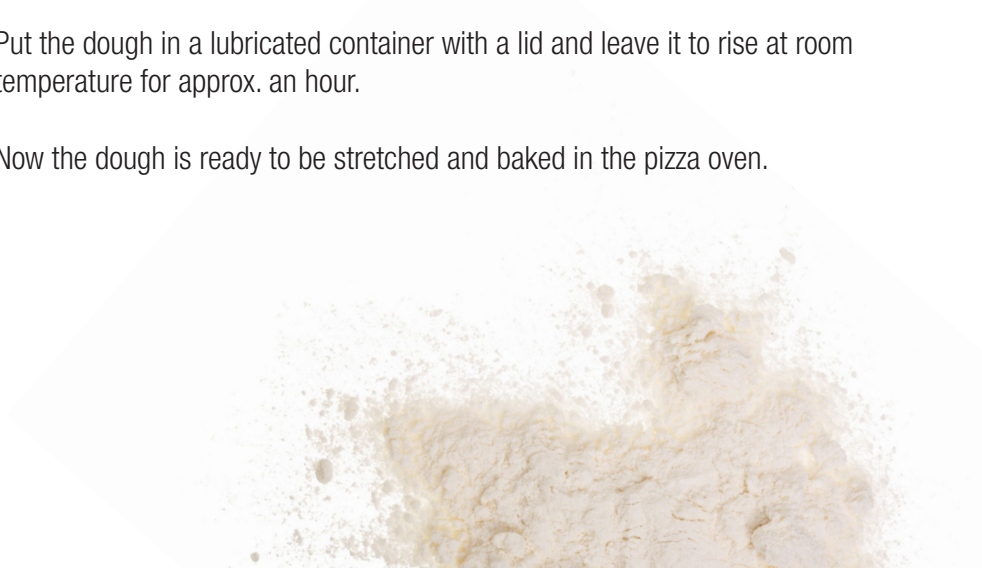 Put the dough in a lubricated container with a lid and leave it to rise at room
temperature for approx. an hour.
Now the dough is ready to be stretched and baked in the pizza oven.